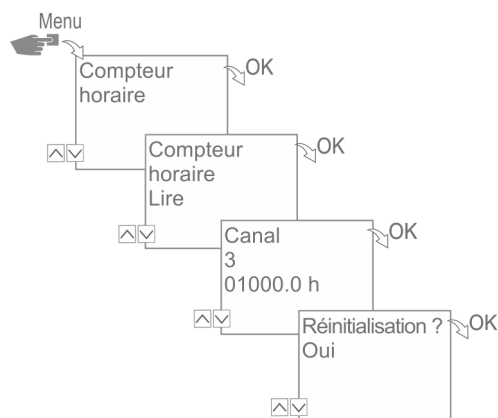 Menu
Compteur
horaire
OK
Compteur
horaire
Lire
OK
Canal
3
01000.0 h
OK
Réinitialisation ?
Oui
OK